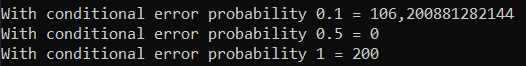 With conditional error probability 0.1 = 106,200881282144
With conditional error probability 0.5 = 0
With conditional error probability 1 = 200